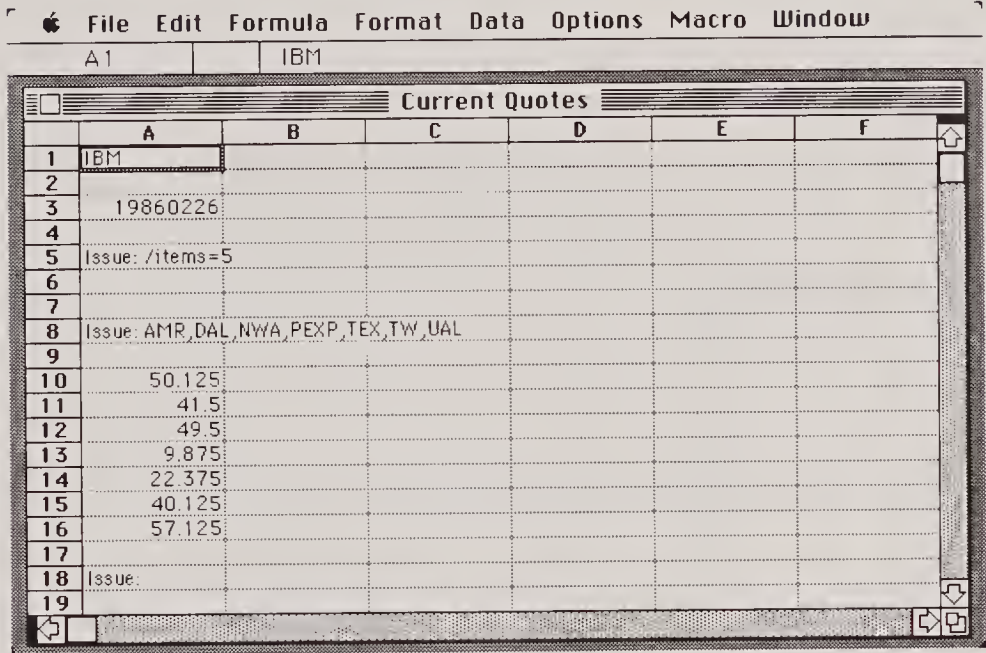 File Edit Formula Format Data Options Macro Window
A1 IBM
Current Quotes
A B C D E F
1 IBM
2
3 19860226
4
5 Issue: /items=5
6
7
8 Issue: AMR,DAL,NWA,PEXP,TEX,TW,UAL
9
10 50.125
11 41.5
12 49.5
13 9.875
14 22.375
15 40.125
16 57.125
17
18 Issue:
19